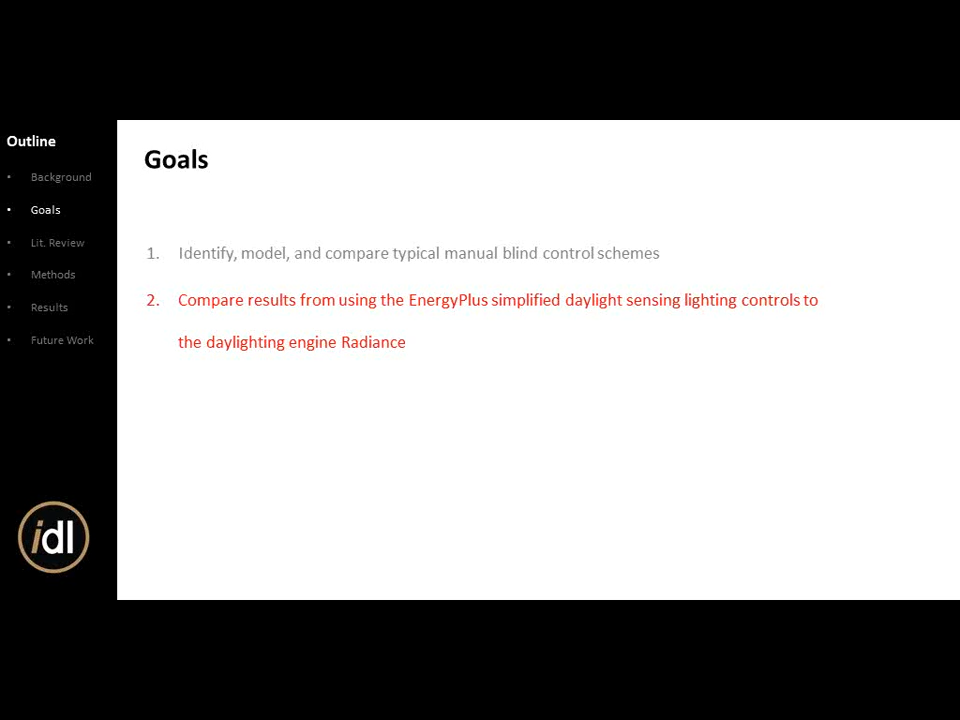 Outline
• Background
• Goals
• Lit. Review
• Methods
• Results
• Future Work
idl
Goals
1. Identify, model, and compare typical manual blind control schemes
2. Compare results from using the EnergyPlus simplified daylight sensing lighting controls to
the daylighting engine Radiance